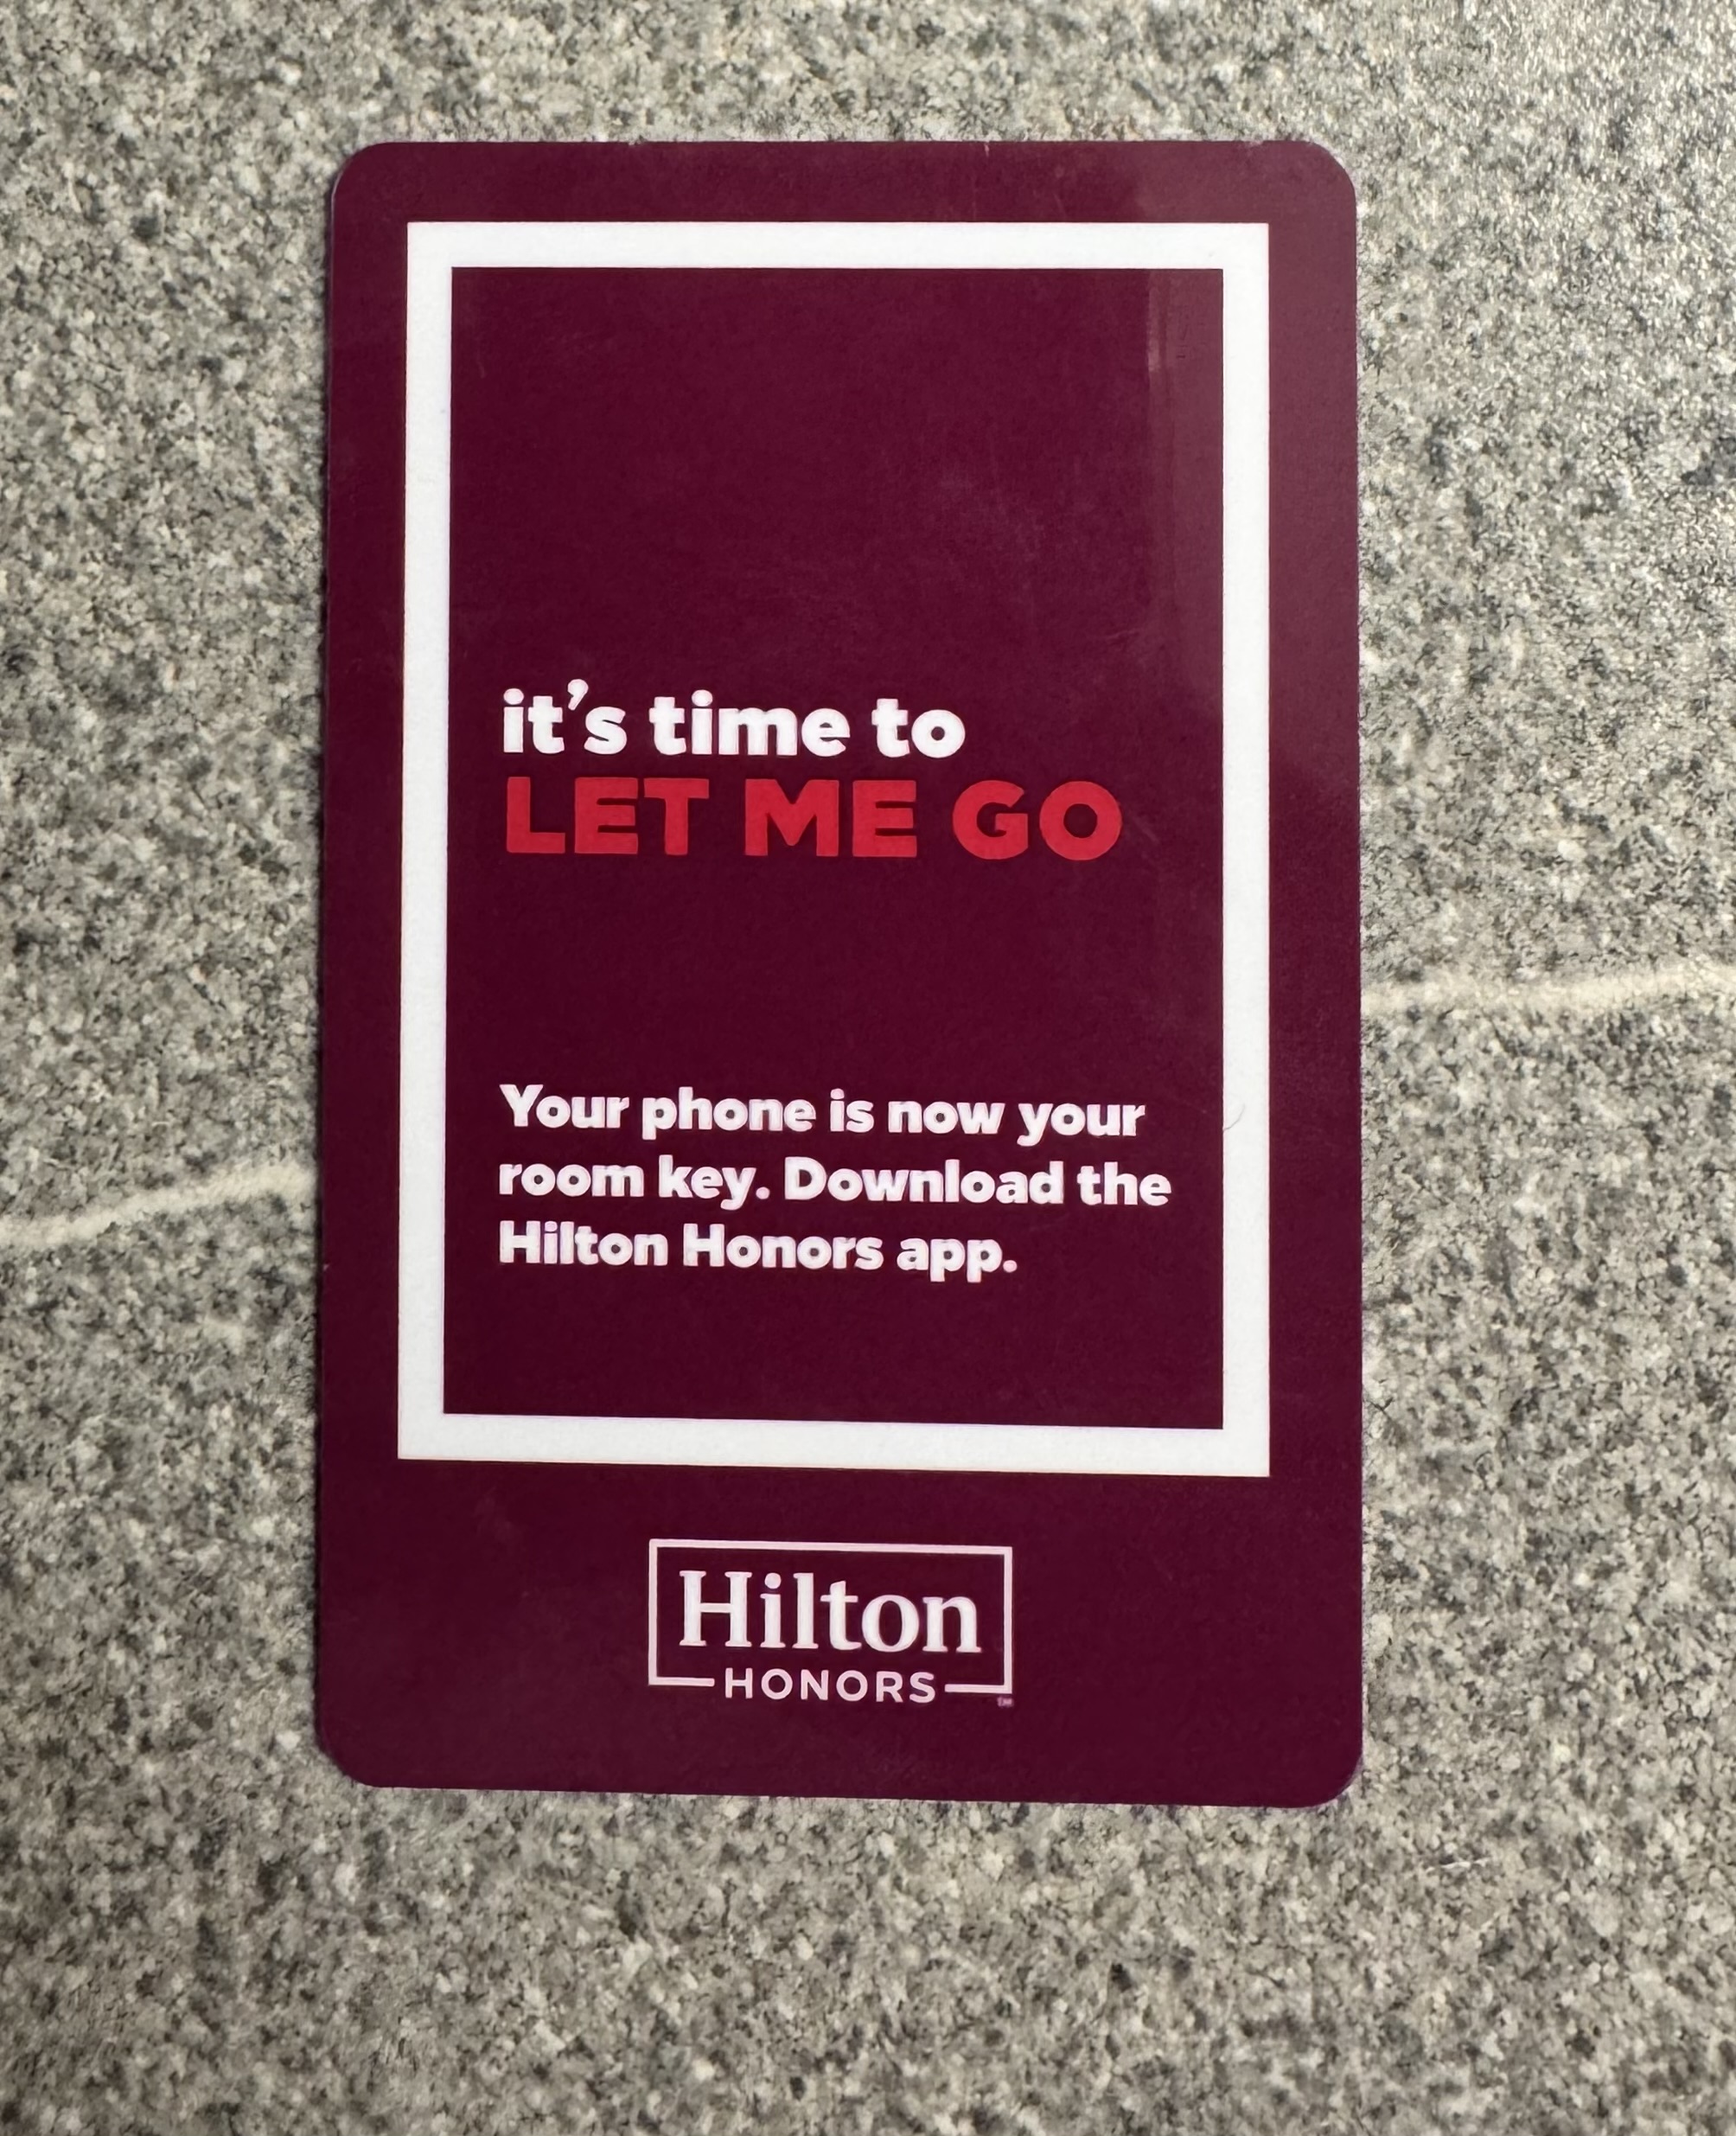 it's time to
LET ME GO
Your phone is now your
room key. Download the
Hilton Honors app.
Hilton
HONORS
™